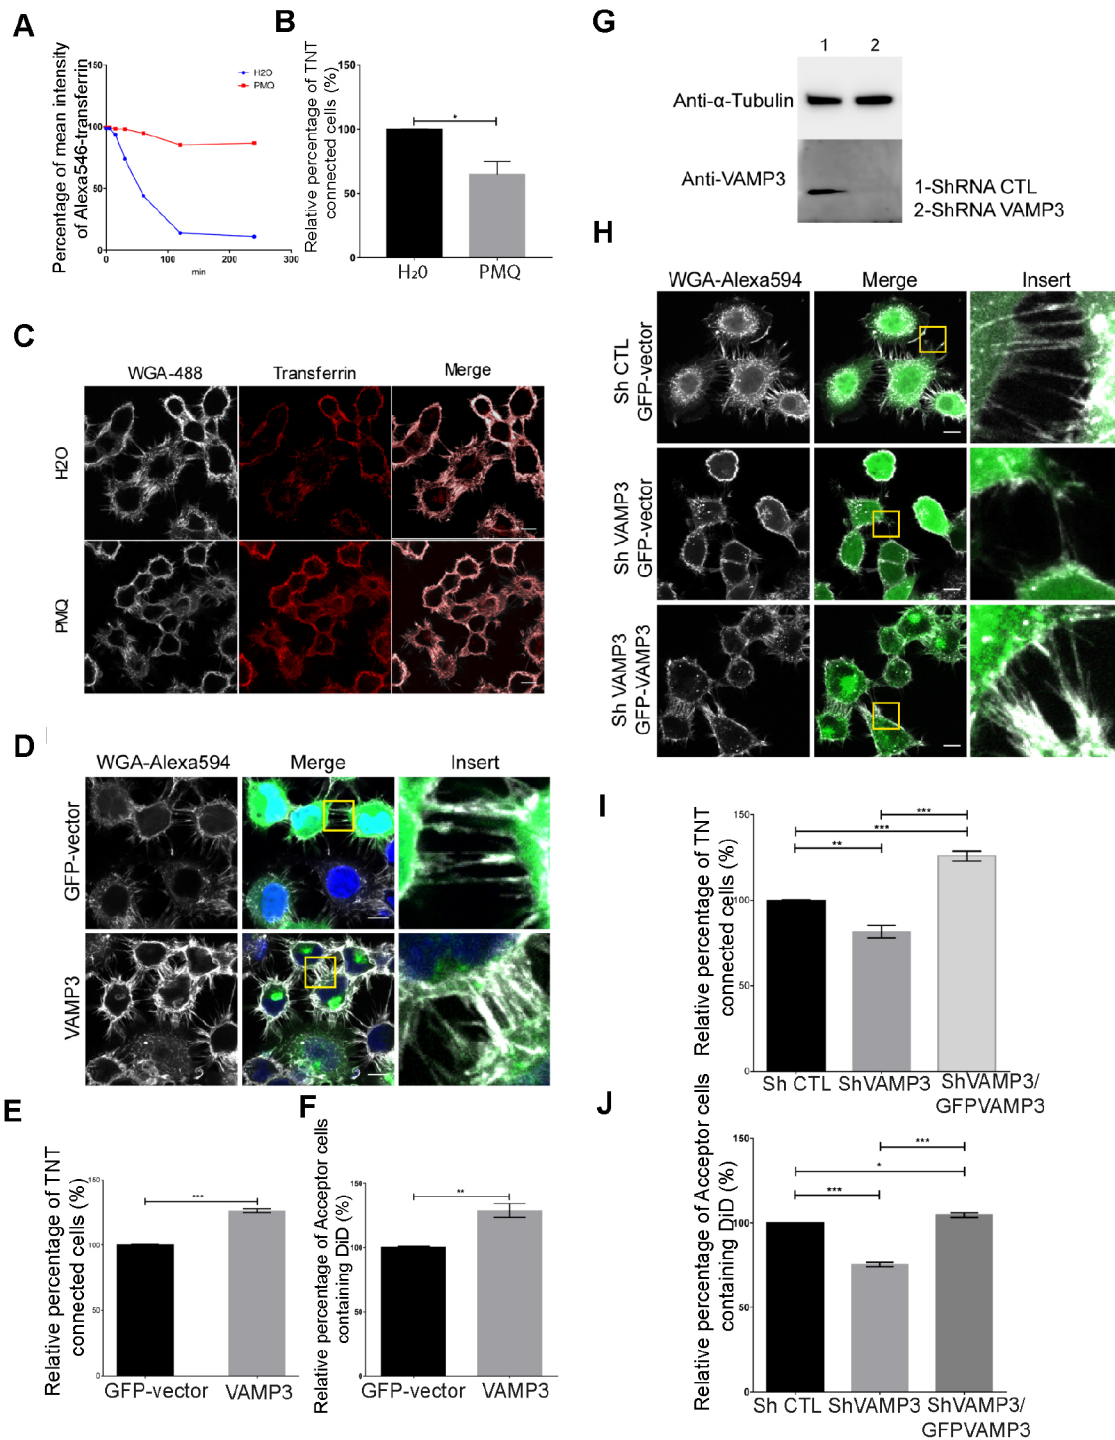 A
Percentage of mean intensity
of Alexa546-transferrin
150
100
50
0
0
100
200
300
min
H2O
PMQ
B
Relative percentage of TNT
connected cells (%)
150
100
50
0
*
H₂0
PMQ
C
WGA-488
Transferrin
Merge
H2O
PMQ
D
WGA-Alexa594
Merge
Insert
GFP-vector
VAMP3
E
Relative percentage of TNT
connected cells (%)
150
100
50
0
***
GFP-vector
VAMP3
F
Relative percentage of Acceptor cells
containing DiD (%)
150
100
50
0
**
GFP-vector
VAMP3
G
1 2
Anti-α-Tubulin
Anti-VAMP3
1-ShRNA CTL
2-ShRNA VAMP3
H
WGA-Alexa594
Merge
Insert
Sh CTL
GFP-vector
Sh VAMP3
GFP-vector
Sh VAMP3
GFP-VAMP3
I
Relative percentage of TNT
connected cells (%)
150
100
50
0
***
***
**
Sh CTL
ShVAMP3
ShVAMP3/
GFPVAMP3
J
Relative percentage of Acceptor cells
containing DiD (%)
150
100
50
0
***
*
***
Sh CTL
ShVAMP3
ShVAMP3/
GFPVAMP3